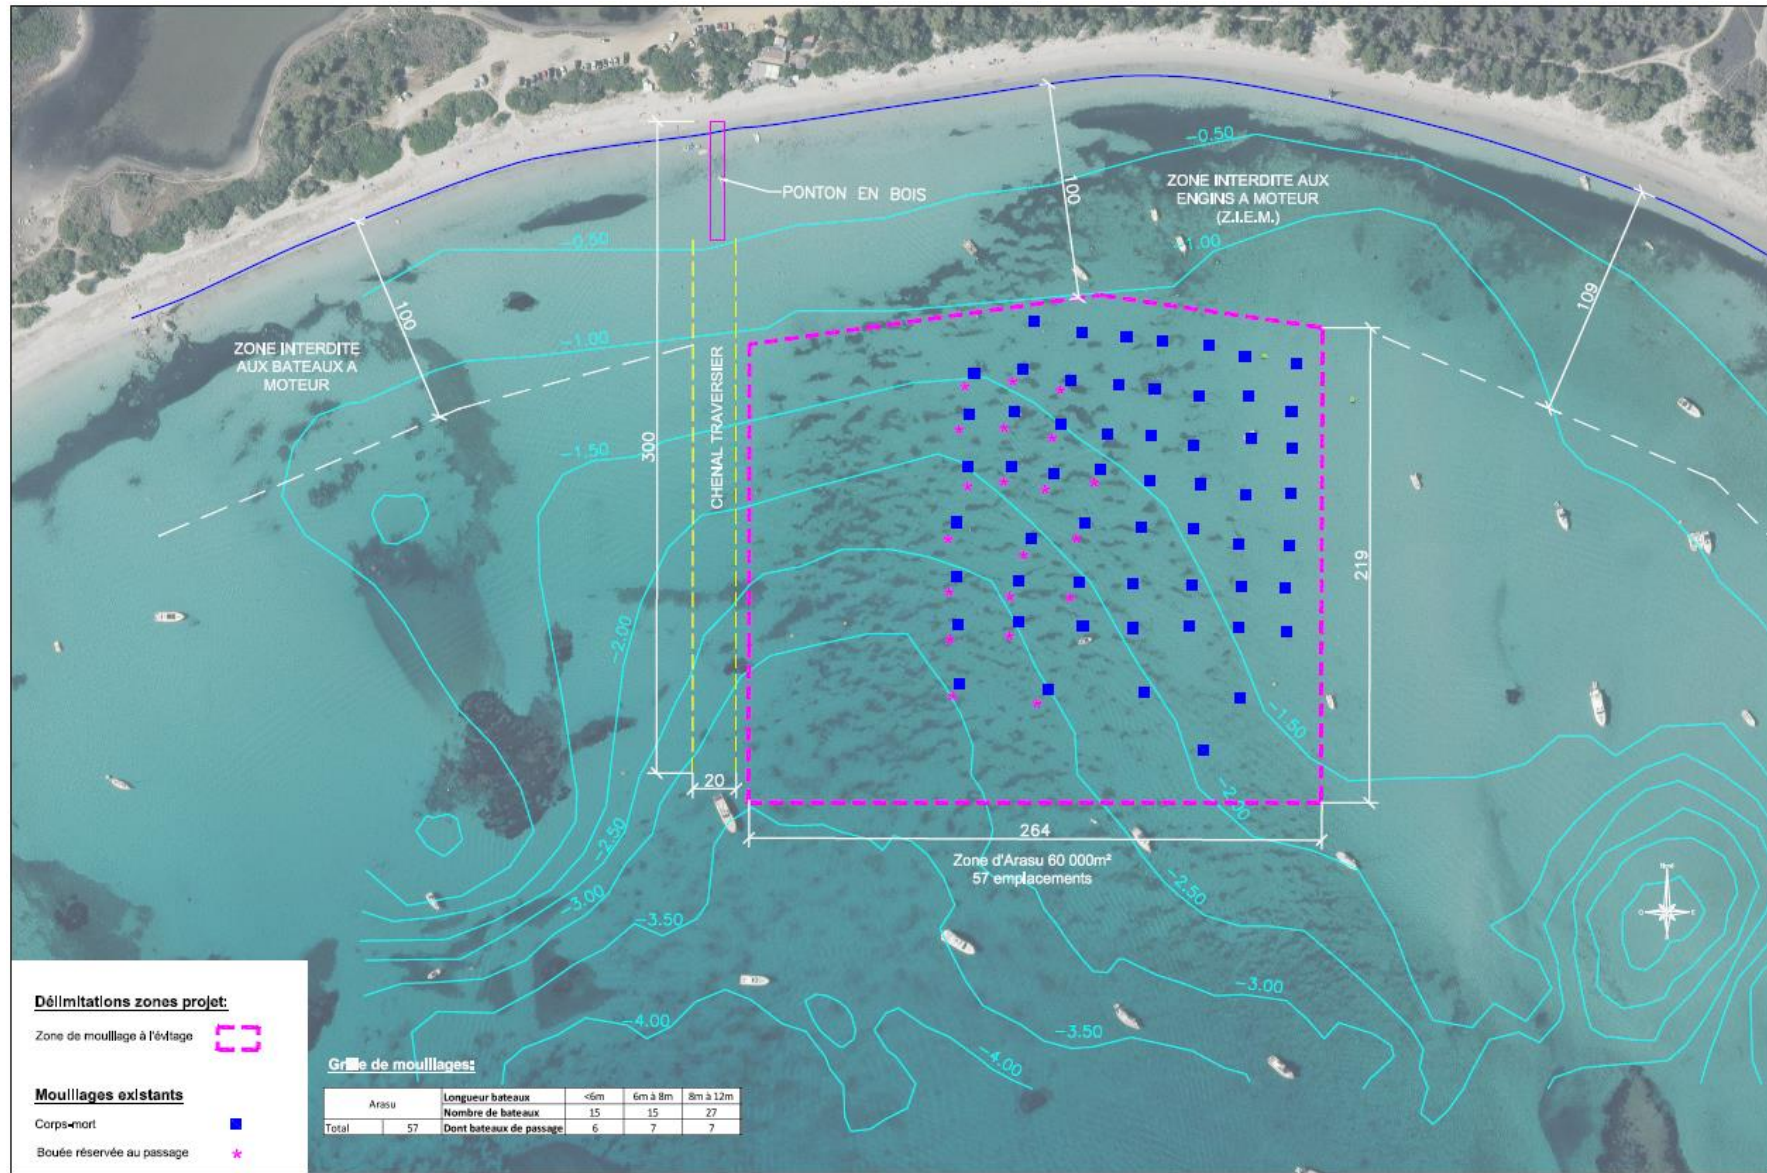 PONTON EN BOIS
ZONE INTERDITE AUX
ENGINS A MOTEUR
(Z.I.E.M.)
-0.50
100
-0.50
-1.00
109
100
ZONE INTERDITE
AUX BATEAUX A
MOTEUR
-1.00
CHENAL TRAVERSIER
300
-1.50
219
-2.00
-1.50
20
-2.00
264
-2.50
Zone d'Arasu 60 000m²
57 emplacements
-2.50
-3.00
-3.50
-3.00
-3.50
-4.00
-4.00
N
O E
S
Délimitations zones projet:
Zone de mouillage à l'évitage
Mouillages existants
Corps-mort
Bouée réservée au passage
de mouillages:
Arasu Longueur bateaux <6m 6m à 8m 8m à 12m
Nombre de bateaux 15 15 27
Total 57 Dont bateaux de passage 6 7 7